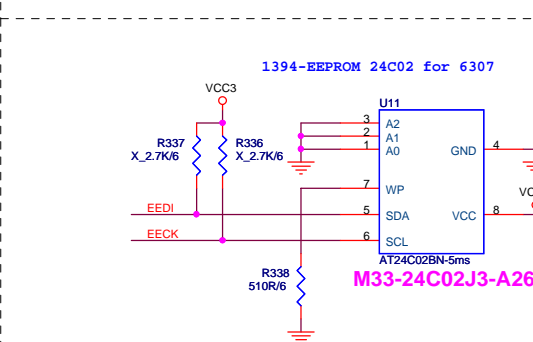 1394-EEPROM 24C02 for 6307
VCC3
U11
R337
X_2.7K/6
R336
X_2.7K/6
3 A2
2 A1
1 A0
GND 4
7 WP
EEDI
5 SDA
VCC 8
EECK
6 SCL
AT24C02BN-5ms
M33-24C02J3-A26
R338
510R/6